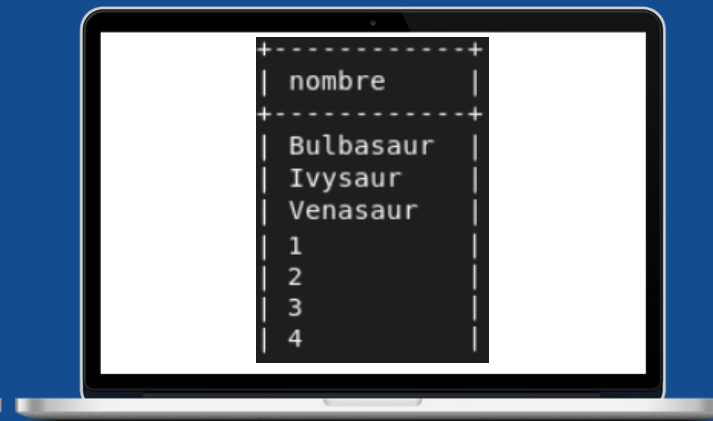 +------------+
| nombre |
+------------+
| Bulbasaur |
| Ivysaur |
| Venasaur |
| 1 |
| 2 |
| 3 |
| 4 |